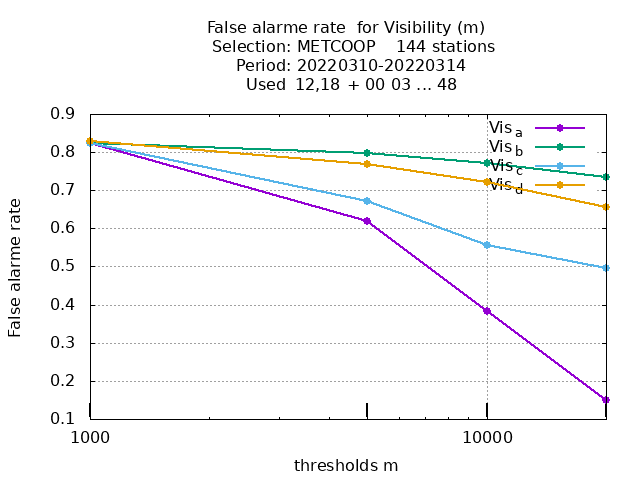 False alarme rate  for Visibility (m)
Selection: METCOOP    144 stations
Period: 20220310-20220314
Used  12,18 + 00 03 ... 48
0.9
0.8
0.7
0.6
0.5
0.4
0.3
0.2
0.1
False alarme rate
Vis a
Vis b
Vis c
Vis d
1000
10000
thresholds m